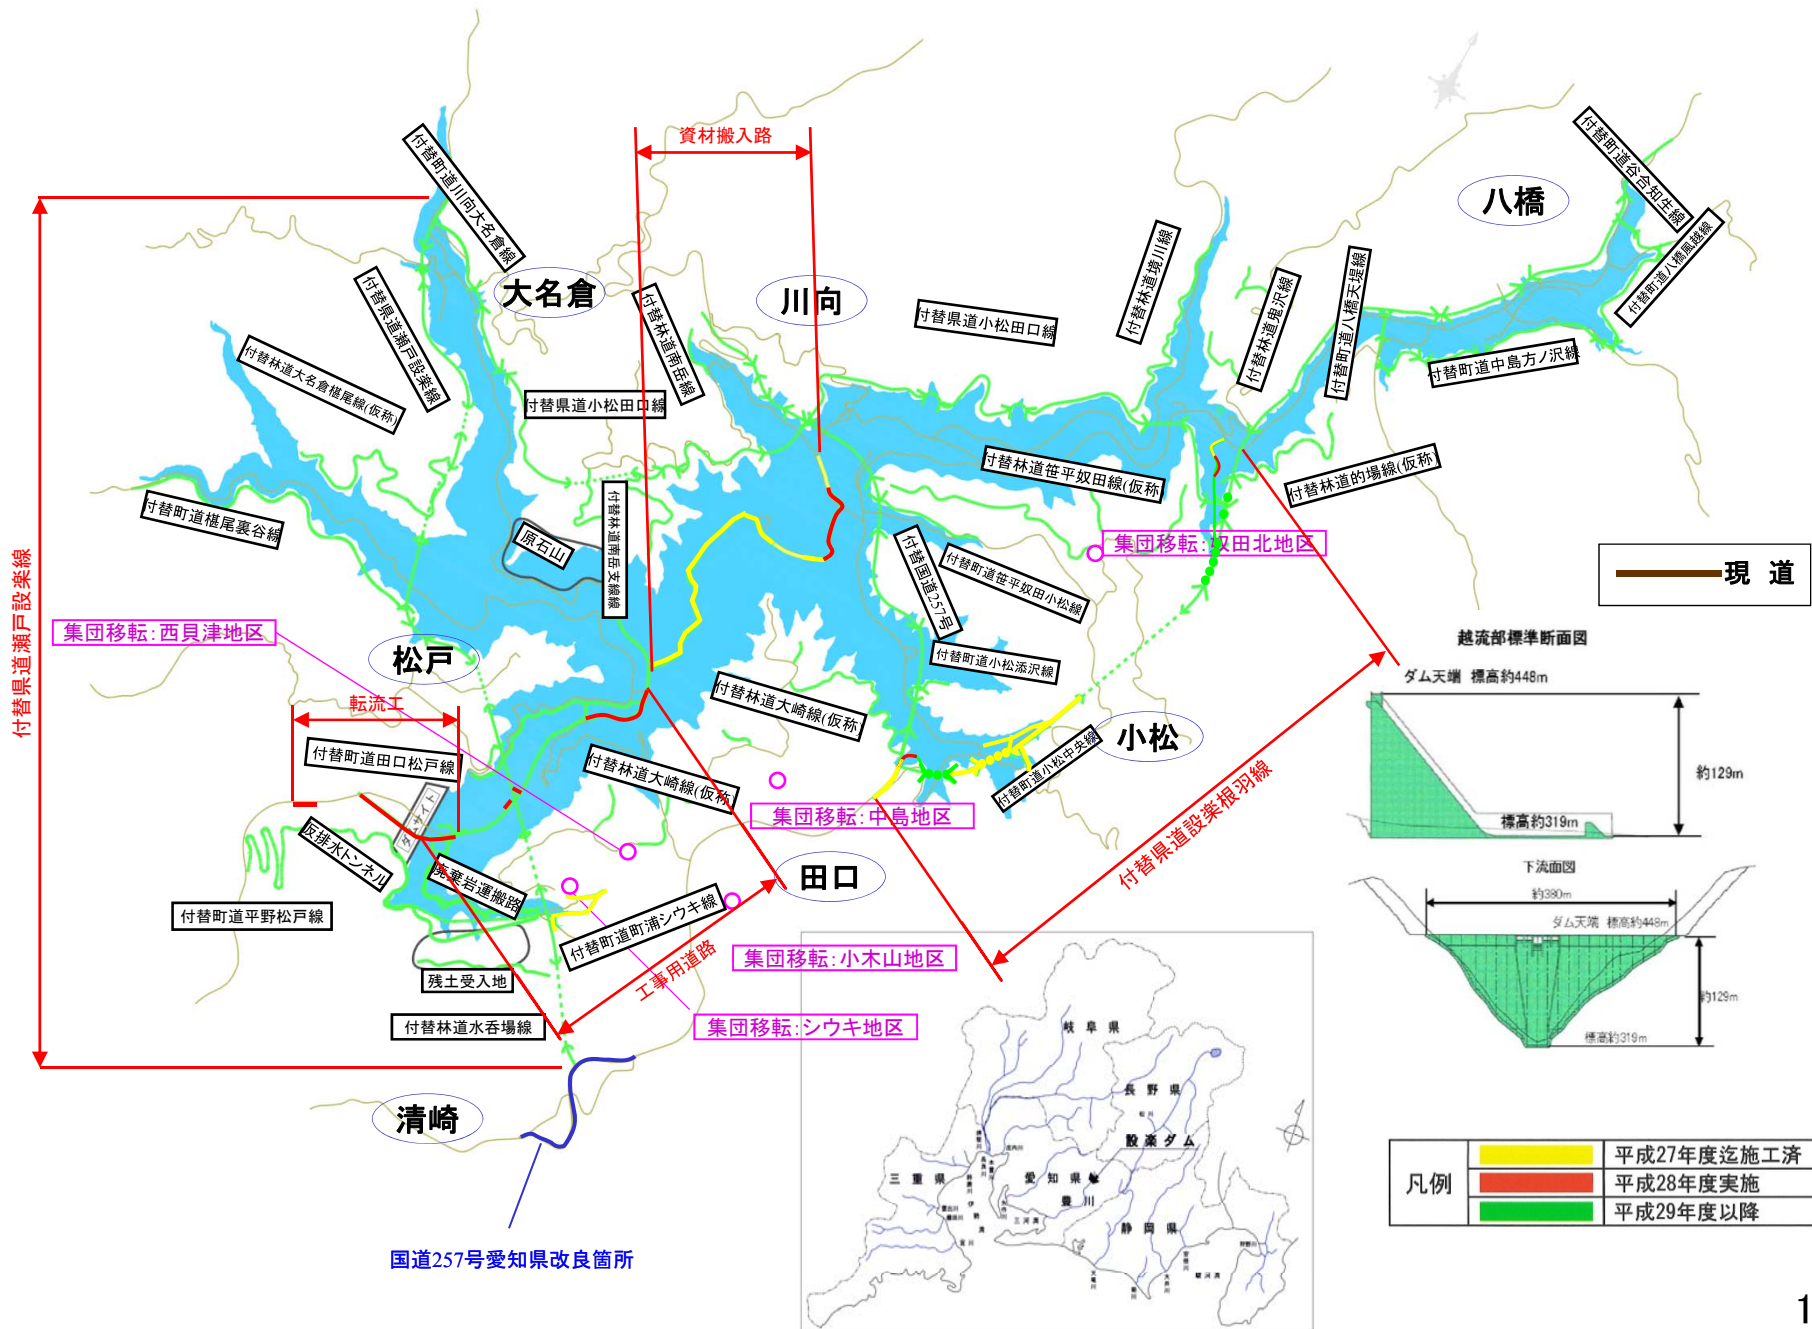 資材搬入路
付替町道川向大名倉線
付替町道谷合知生線
八橋
付替町道八橋風越線
付替林道境川線
付替県道瀬戸設楽線
大名倉
付替林道南岳線
川向
付替県道小松田口線
付替林道鬼沢線
付替町道八橋天堤線
付替町道中島方ノ沢線
付替林道大名倉椹尾線(仮称)
付替県道小松田口線
付替林道笹平奴田線(仮称
付替林道的場線(仮称)
付替町道椹尾裏谷線
原石山
付替林道南岳支線線
付替国道257号
付替町道笹平奴田小松線
集団移転:奴田北地区
現 道
付替県道瀬戸設楽線
集団移転:西貝津地区
松戸
付替町道小松添沢線
越流部標準断面図
ダム天端 標高約448m
転流工
付替林道大崎線(仮称)
小松
付替町道小松中央線
付替町道田口松戸線
付替林道大崎線(仮称)
約129m
ダムサイト
集団移転:中島地区
付替県道設楽根羽線
標高約319m
仮排水トンネル
廃棄岩運搬路
田口
下流面図
約380m
付替町道平野松戸線
付替町道町浦シウキ線
ダム天端 標高約448m
工事用道路
集団移転:小木山地区
残土受入地
約129m
標高約319m
付替林道水呑場線
集団移転:シウキ地区
岐阜県
長野県
清崎
設楽ダム
三重県
愛知県
豊川
伊勢湾
三河湾
静岡県
駿河湾
国道257号愛知県改良箇所
凡例
平成27年度迄施工済
平成28年度実施
平成29年度以降
1